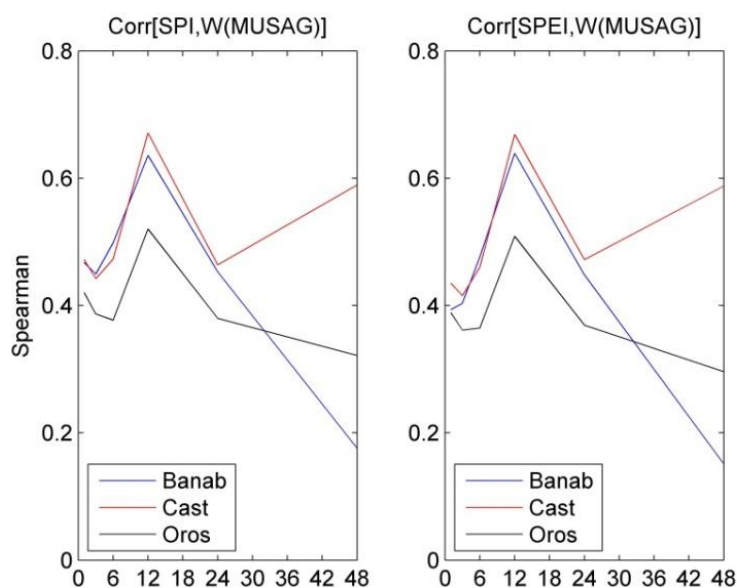 Corr[SPI,W(MUSAG)]
Corr[SPEI,W(MUSAG)]
Spearman
0.8
0.6
0.4
0.2
0
Banab
Cast
Oros
0 6 12 18 24 30 36 42 48
0.8
0.6
0.4
0.2
0
Banab
Cast
Oros
0 6 12 18 24 30 36 42 48